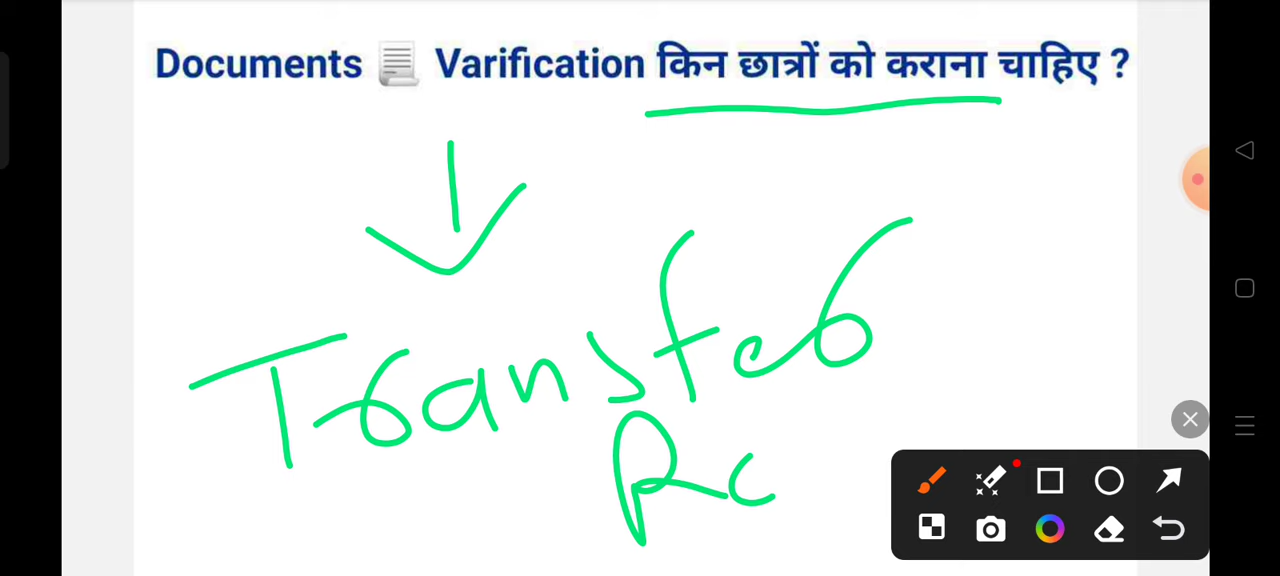 Documents 📃 Varification किन छात्रों को कराना चाहिए ?
Transfer
Rc